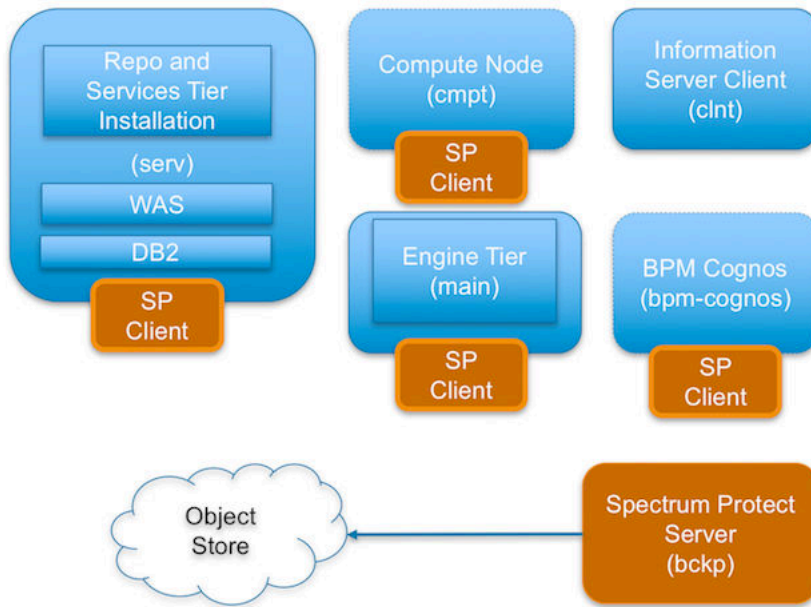 Repo and
Services Tier
Installation
(serv)
WAS
DB2
SP
Client
Compute Node
(cmpt)
SP
Client
Information
Server Client
(clnt)
Engine Tier
(main)
SP
Client
BPM Cognos
(bpm-cognos)
SP
Client
Object
Store
Spectrum Protect
Server
(bckp)